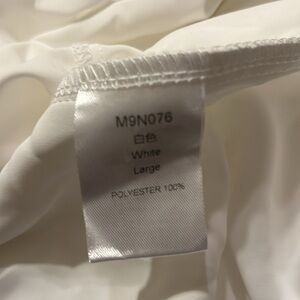 M9N076
白色
White
Large
POLYESTER 100%